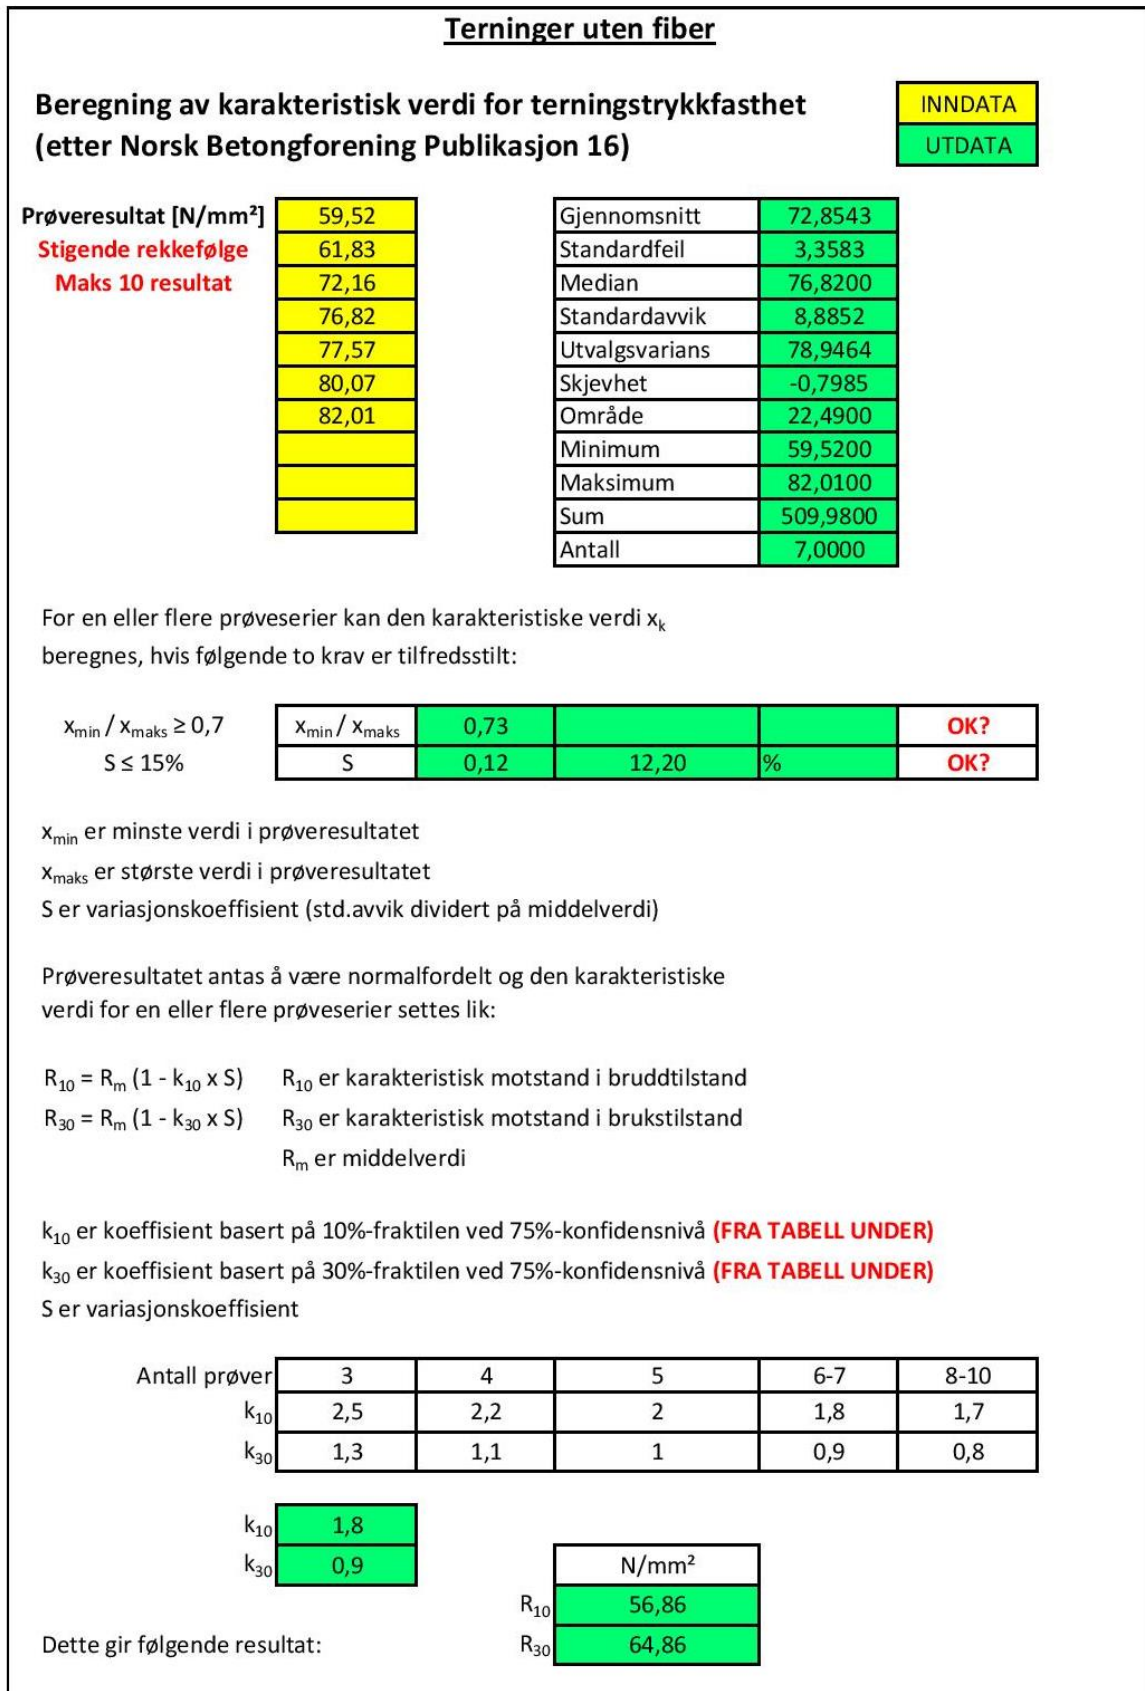 Terninger uten fiber
Beregning av karakteristisk verdi for terningstrykkfasthet
(etter Norsk Betongforening Publikasjon 16)
INNDATA
UTDATA
Prøveresultat [N/mm²] 59,52 Gjennomsnitt 72,8543
Stigende rekkefølge 61,83 Standardfeil 3,3583
Maks 10 resultat 72,16 Median 76,8200
76,82 Standardavvik 8,8852
77,57 Utvalgsvarians 78,9464
80,07 Skjevhet -0,7985
82,01 Område 22,4900
Minimum 59,5200
Maksimum 82,0100
Sum 509,9800
Antall 7,0000
For en eller flere prøveserier kan den karakteristiske verdi xₖ
beregnes, hvis følgende to krav er tilfredsstilt:
x_min / x_maks ≥ 0,7 x_min / x_maks 0,73 OK?
S ≤ 15% S 0,12 12,20 % OK?
x_min er minste verdi i prøveresultatet
x_maks er største verdi i prøveresultatet
S er variasjonskoeffisient (std.avvik dividert på middelverdi)
Prøveresultatet antas å være normalfordelt og den karakteristiske
verdi for en eller flere prøveserier settes lik:
R₁₀ = Rₘ (1 - k₁₀ x S) R₁₀ er karakteristisk motstand i bruddtilstand
R₃₀ = Rₘ (1 - k₃₀ x S) R₃₀ er karakteristisk motstand i brukstilstand
Rₘ er middelverdi
k₁₀ er koeffisient basert på 10%-fraktilen ved 75%-konfidensnivå (FRA TABELL UNDER)
k₃₀ er koeffisient basert på 30%-fraktilen ved 75%-konfidensnivå (FRA TABELL UNDER)
S er variasjonskoeffisient
Antall prøver 3 4 5 6-7 8-10
k₁₀ 2,5 2,2 2 1,8 1,7
k₃₀ 1,3 1,1 1 0,9 0,8
k₁₀ 1,8
k₃₀ 0,9 N/mm²
R₁₀ 56,86
Dette gir følgende resultat: R₃₀ 64,86